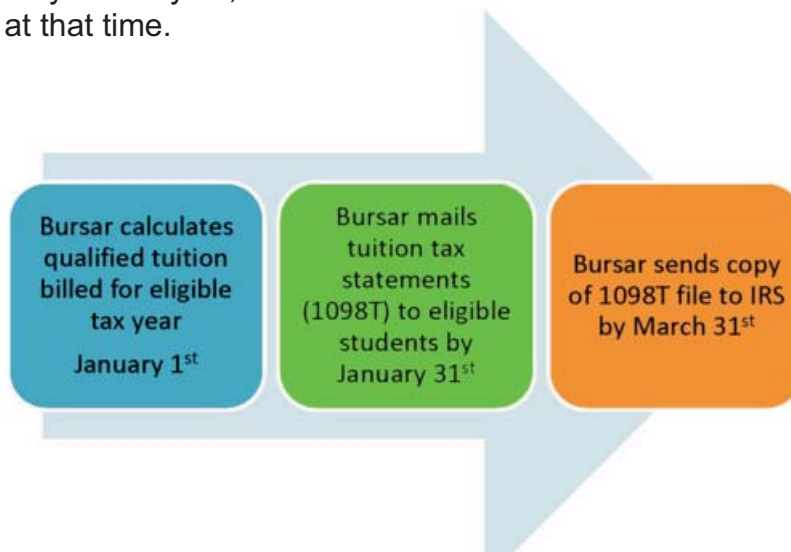 at that time.
Bursar calculates
qualified tuition
billed for eligible
tax year
January 1st
Bursar mails
tuition tax
statements
(1098T) to eligible
students by
January 31st
Bursar sends copy
of 1098T file to IRS
by March 31st